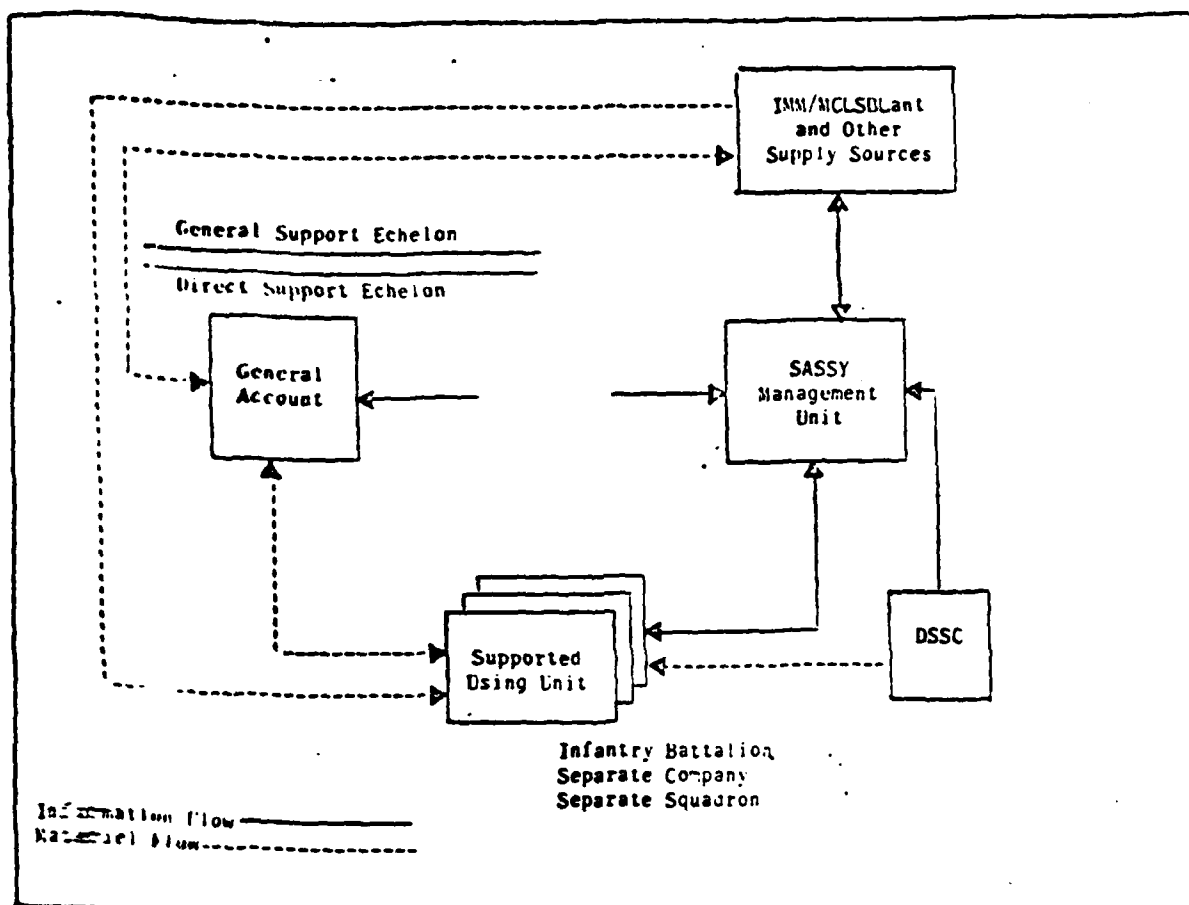 IMM/MCLSBLant
and Other
Supply Sources
General Support Echelon
Direct Support Echelon
General
Account
SASSY
Management
Unit
DSSC
Supported
Using Unit
Infantry Battalion
Separate Company
Separate Squadron
Information Flow
Materiel Flow